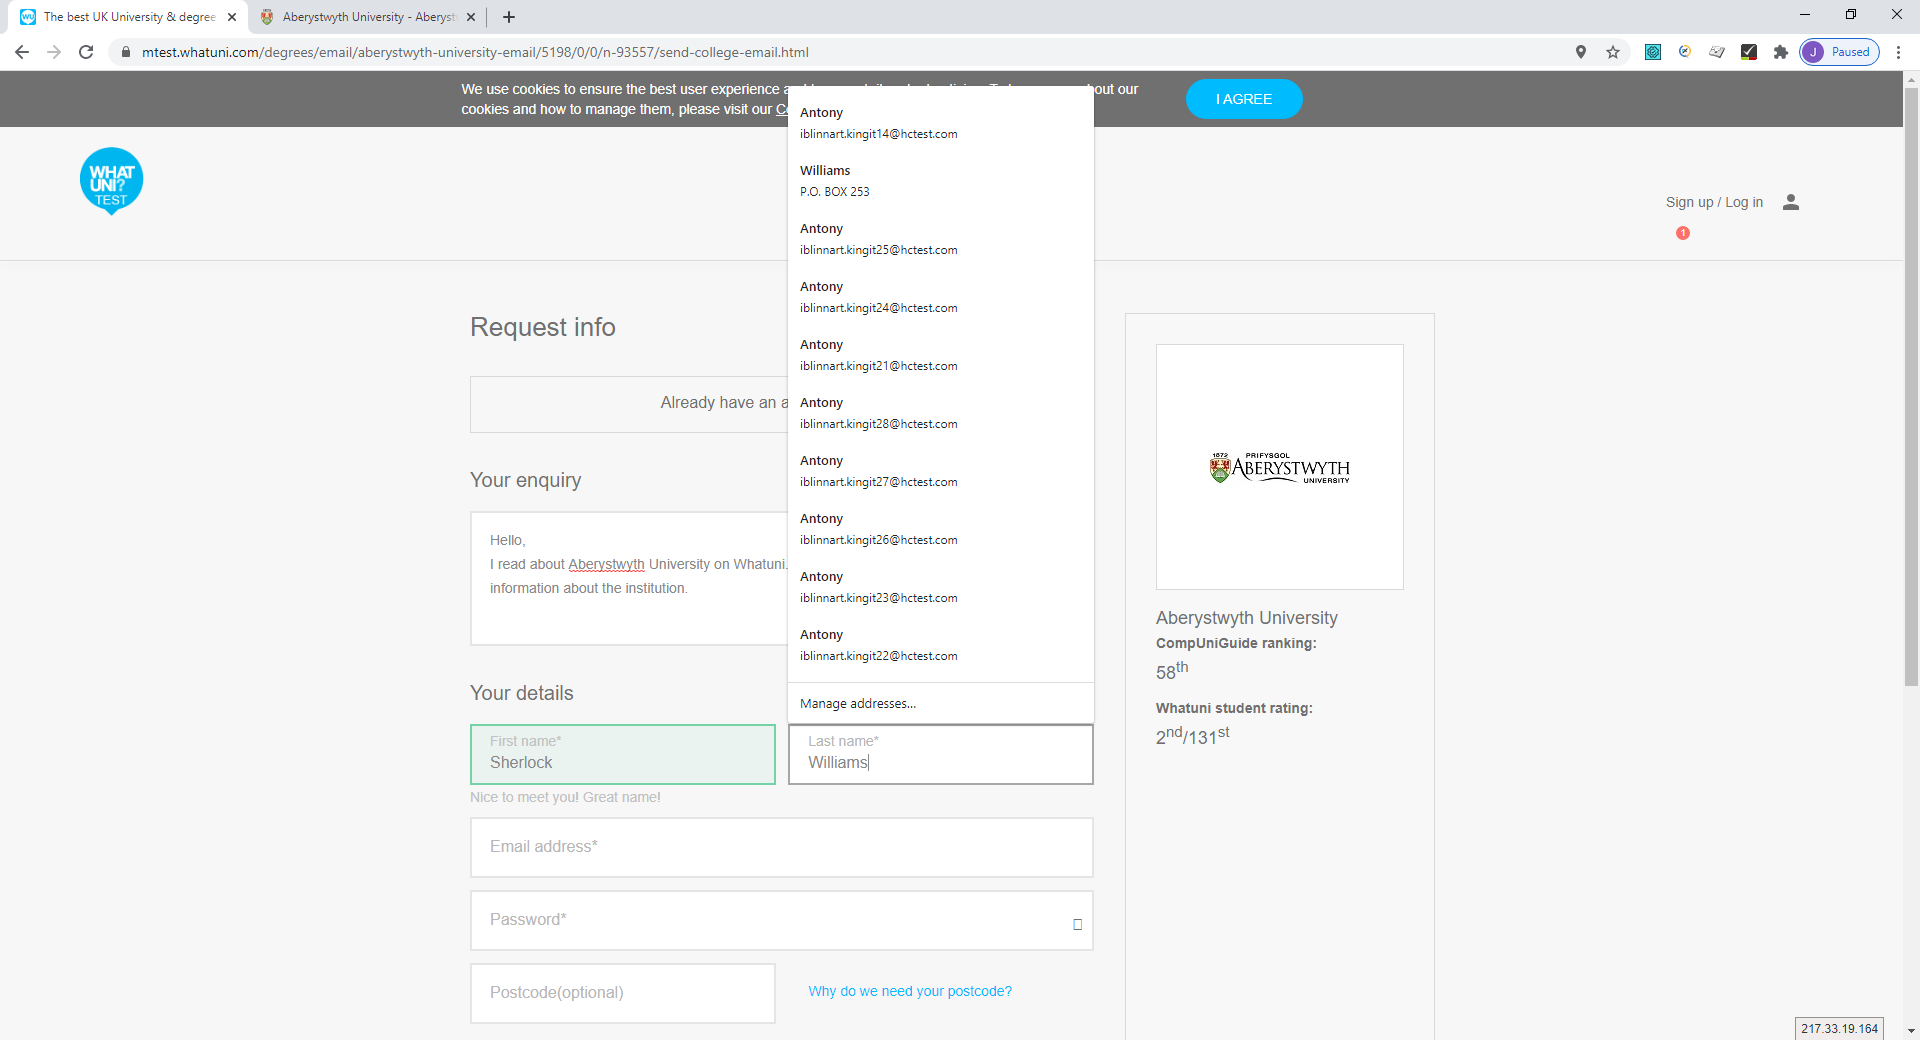 The best UK University & degree
Aberystwyth University - Aberyst
mtest.whatuni.com/degrees/email/aberystwyth-university-email/5198/0/0/n-93557/send-college-email.html
J Paused
We use cookies to ensure the best user experience
out our
cookies and how to manage them, please visit our
I AGREE
WHAT
UNI?
TEST
Sign up / Log in
1
Antony
iblinnart.kingit14@hctest.com
Williams
P.O. BOX 253
Antony
iblinnart.kingit25@hctest.com
Antony
iblinnart.kingit24@hctest.com
Antony
iblinnart.kingit21@hctest.com
Antony
iblinnart.kingit28@hctest.com
Antony
iblinnart.kingit27@hctest.com
Antony
iblinnart.kingit26@hctest.com
Antony
iblinnart.kingit23@hctest.com
Antony
iblinnart.kingit22@hctest.com
Manage addresses...
Request info
Already have an a
Your enquiry
Hello,
I read about Aberystwyth University on Whatuni.
information about the institution.
Your details
First name*
Sherlock
Last name*
Williams
Nice to meet you! Great name!
Email address*
Password*
Postcode(optional)
Why do we need your postcode?
1872 PRIFYSGOL
ABERYSTWYTH
UNIVERSITY
Aberystwyth University
CompUniGuide ranking:
58th
Whatuni student rating:
2nd/131st
217.33.19.164